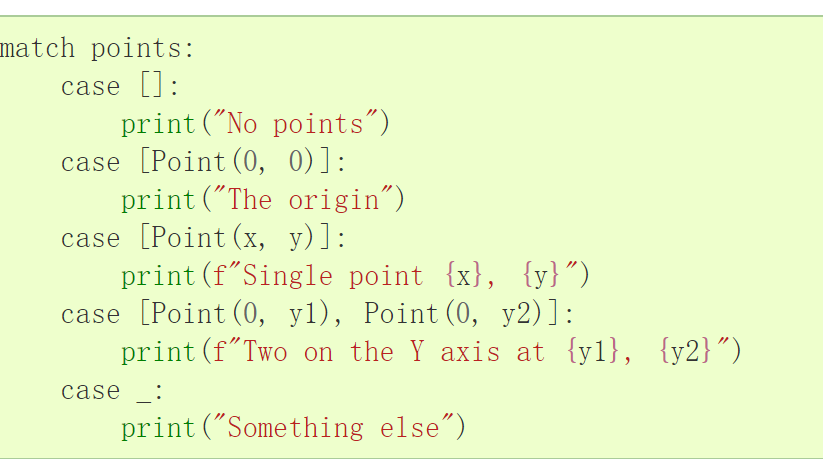 match points:
    case []:
        print("No points")
    case [Point(0, 0)]:
        print("The origin")
    case [Point(x, y)]:
        print(f"Single point {x}, {y}")
    case [Point(0, y1), Point(0, y2)]:
        print(f"Two on the Y axis at {y1}, {y2}")
    case _:
        print("Something else")